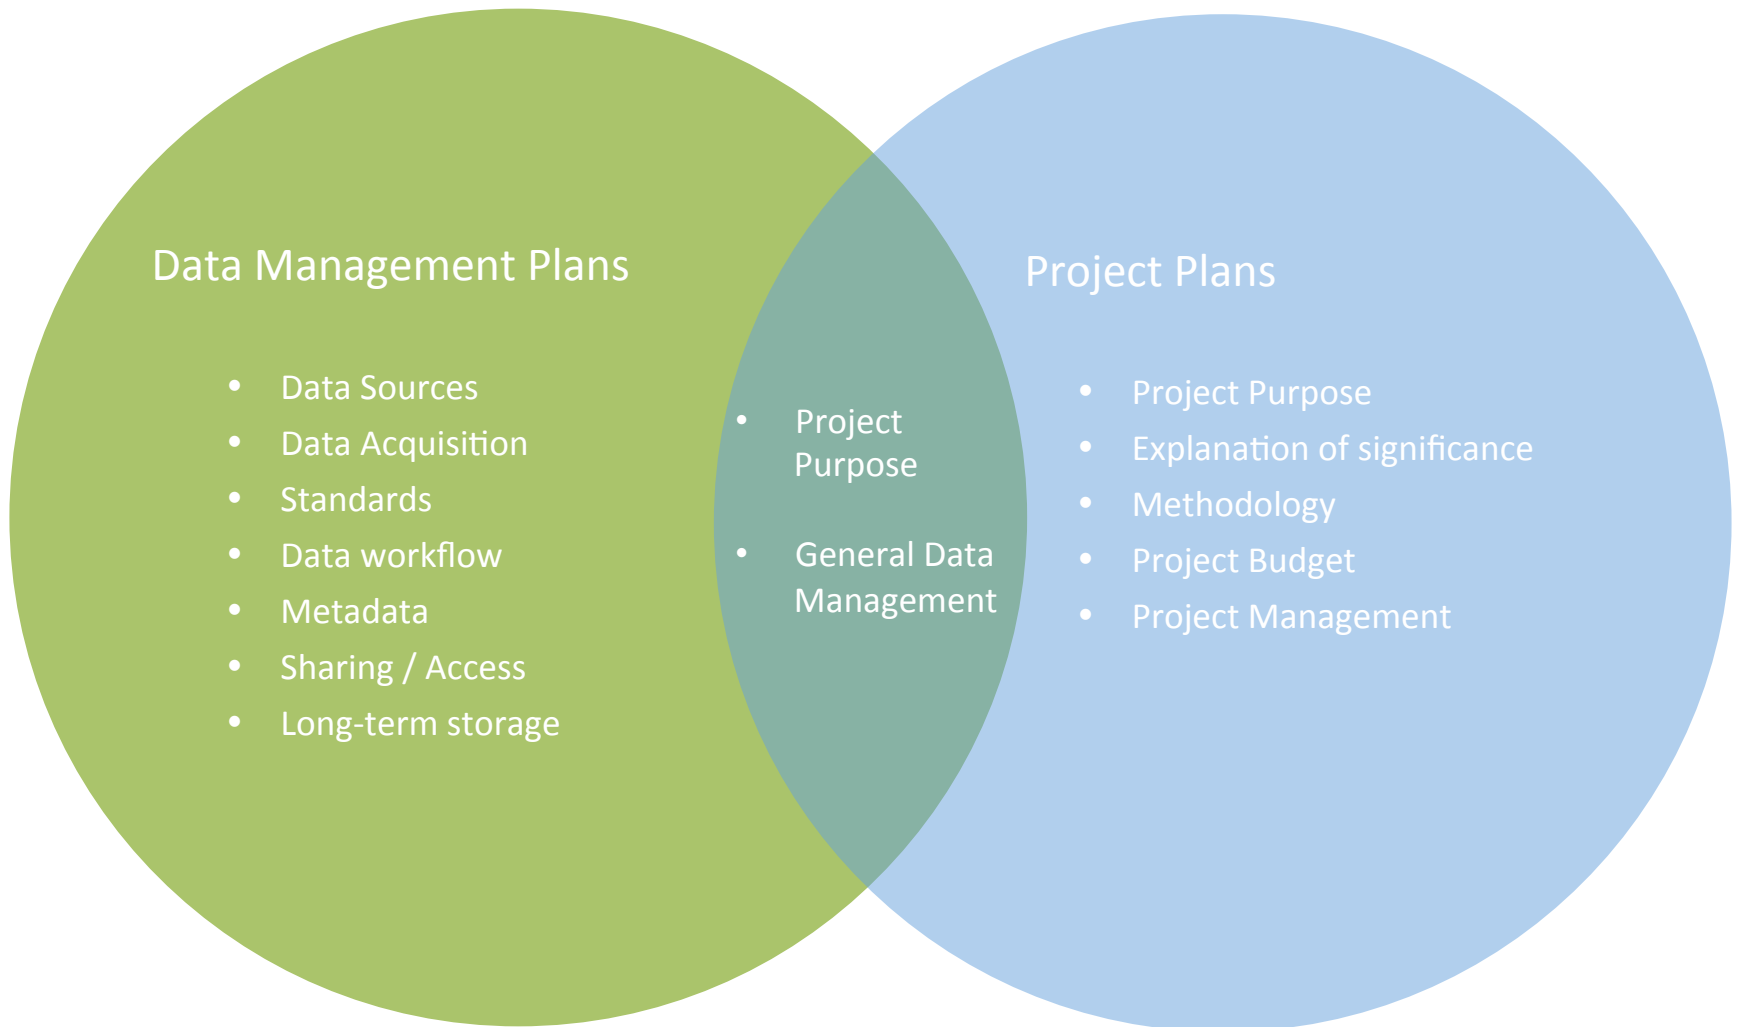 Data Management Plans
• Data Sources
• Data Acquisition
• Standards
• Data workflow
• Metadata
• Sharing / Access
• Long-term storage
• Project
Purpose
• General Data
Management
Project Plans
• Project Purpose
• Explanation of significance
• Methodology
• Project Budget
• Project Management